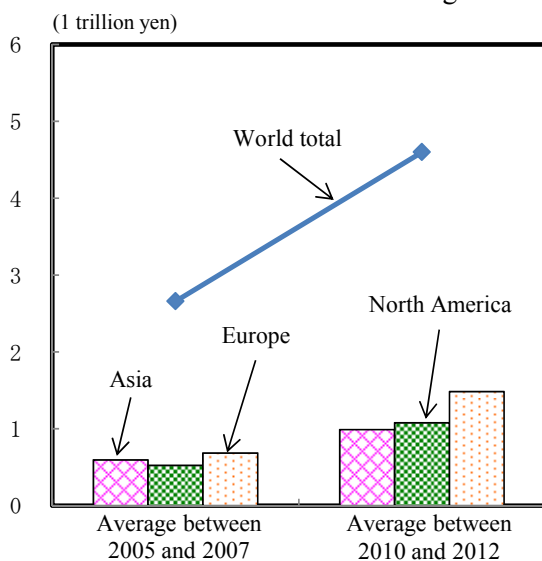 (1 trillion yen)
6
5
4
3
2
1
0
World total
North America
Europe
Asia
Average between
2005 and 2007
Average between
2010 and 2012